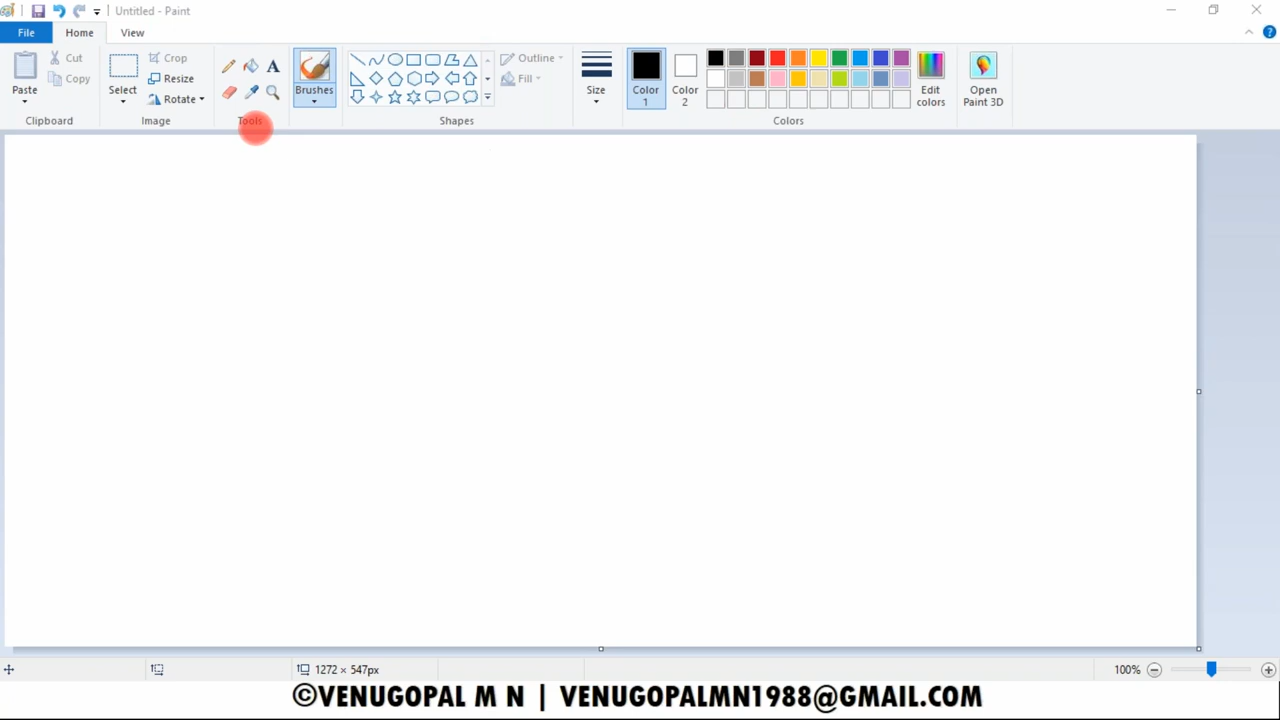 Untitled - Paint
File Home View
Paste
Cut
Copy
Clipboard
Select
Crop
Resize
Rotate
Image
A
Tools
Brushes
Outline
Fill
Shapes
Size
Color 1
Color 2
Edit colors
Colors
Open Paint 3D
1272 × 547px
100%
©VENUGOPAL M N | VENUGOPALMN1988@GMAIL.COM